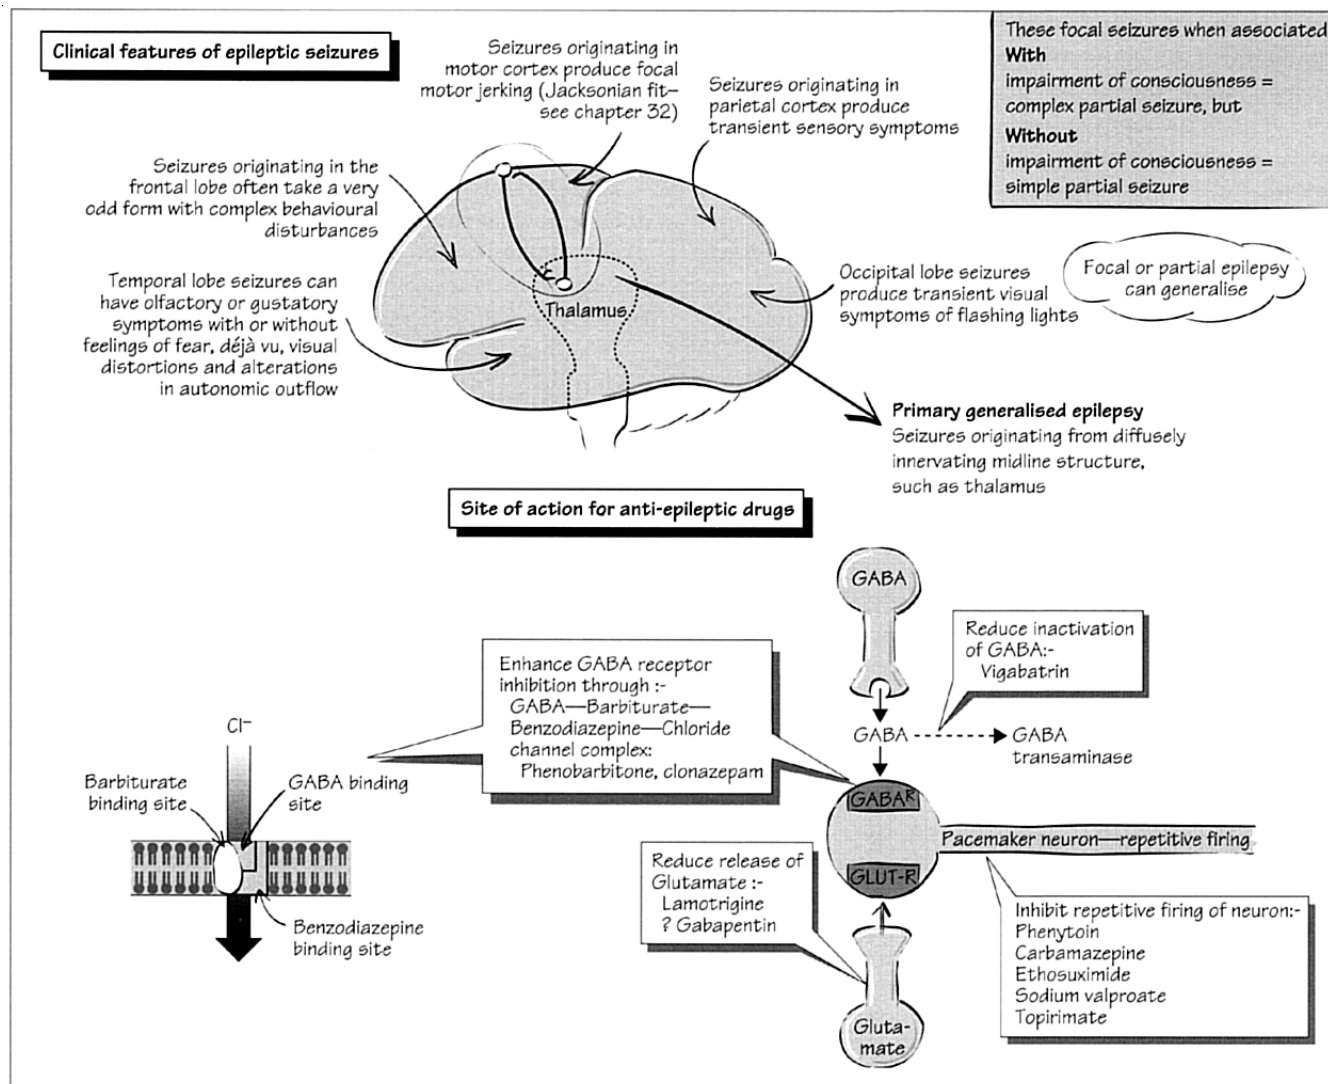 Clinical features of epileptic seizures
Seizures originating in
motor cortex produce focal
motor jerking (Jacksonian fit–
see chapter 32)
Seizures originating in
parietal cortex produce
transient sensory symptoms
These focal seizures when associated
With
impairment of consciousness =
complex partial seizure, but
Without
impairment of consciousness =
simple partial seizure
Seizures originating in the
frontal lobe often take a very
odd form with complex behavioural
disturbances
Temporal lobe seizures can
have olfactory or gustatory
symptoms with or without
feelings of fear, déjà vu, visual
distortions and alterations
in autonomic outflow
Thalamus
Occipital lobe seizures
produce transient visual
symptoms of flashing lights
Focal or partial epilepsy
can generalise
Primary generalised epilepsy
Seizures originating from diffusely
innervating midline structure,
such as thalamus
Site of action for anti-epileptic drugs
GABA
Reduce inactivation
of GABA:-
Vigabatrin
GABA
GABA
transaminase
Enhance GABA receptor
inhibition through :-
GABA—Barbiturate—
Benzodiazepine—Chloride
channel complex:
Phenobarbitone, clonazepam
Cl⁻
Barbiturate
binding site
GABA binding
site
Benzodiazepine
binding site
GABAR
GLUT-R
Pacemaker neuron—repetitive firing
Reduce release of
Glutamate :-
Lamotrigine
? Gabapentin
Gluta-
mate
Inhibit repetitive firing of neuron:-
Phenytoin
Carbamazepine
Ethosuximide
Sodium valproate
Topirimate